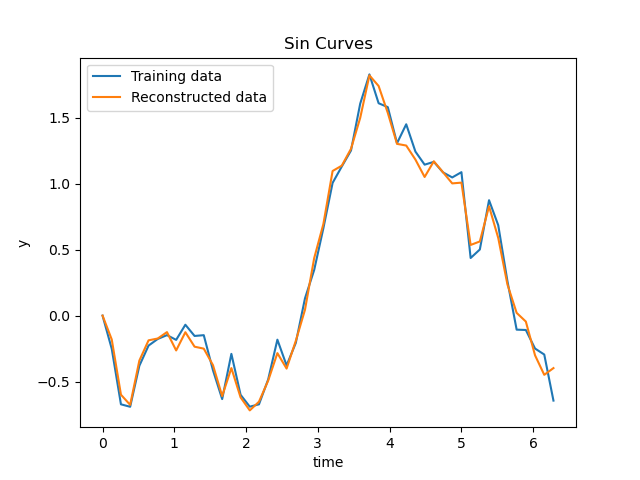 Sin Curves
Training data
Reconstructed data
1.5
1.0
0.5
0.0
−0.5
y
0 1 2 3 4 5 6
time